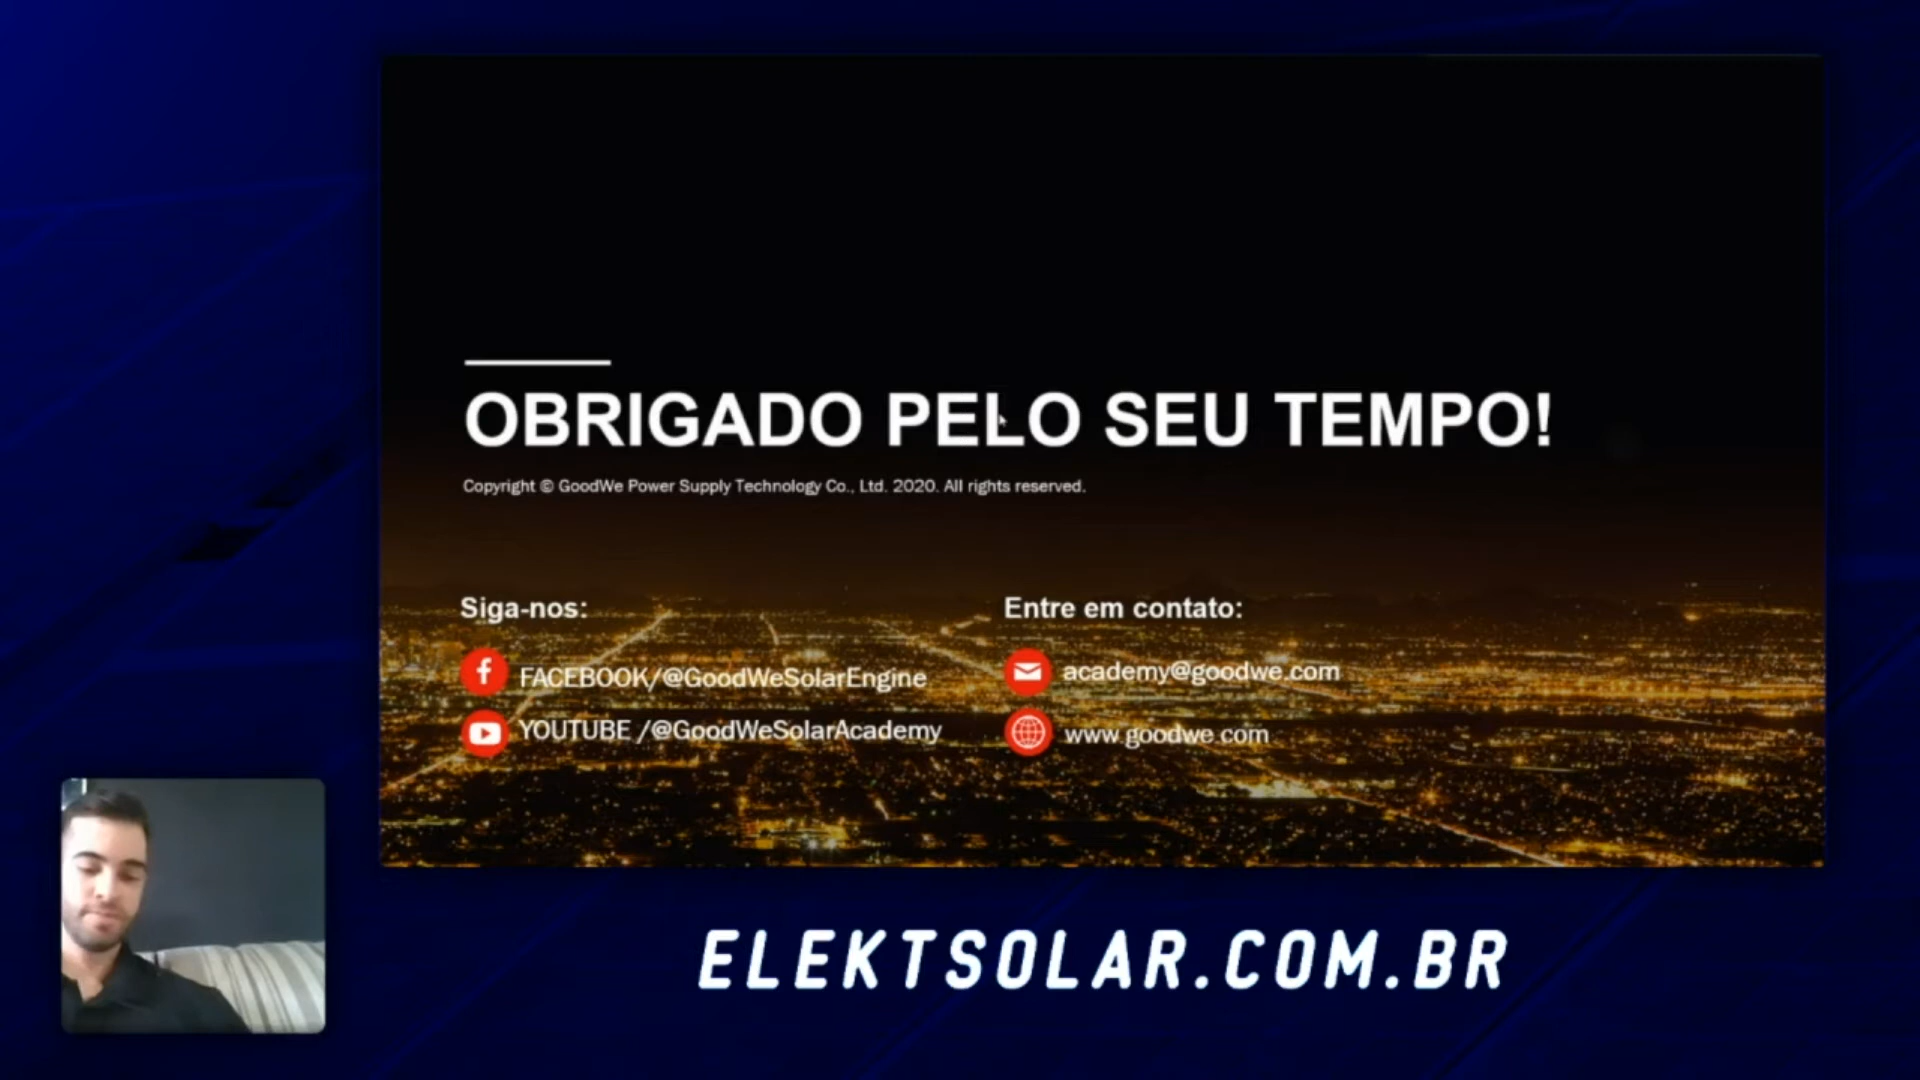 OBRIGADO PELO SEU TEMPO!
Copyright © GoodWe Power Supply Technology Co., Ltd. 2020. All rights reserved.
Siga-nos:
FACEBOOK/@GoodWeSolarEngine
YOUTUBE /@GoodWeSolarAcademy
Entre em contato:
academy@goodwe.com
www.goodwe.com
ELEKTSOLAR.COM.BR